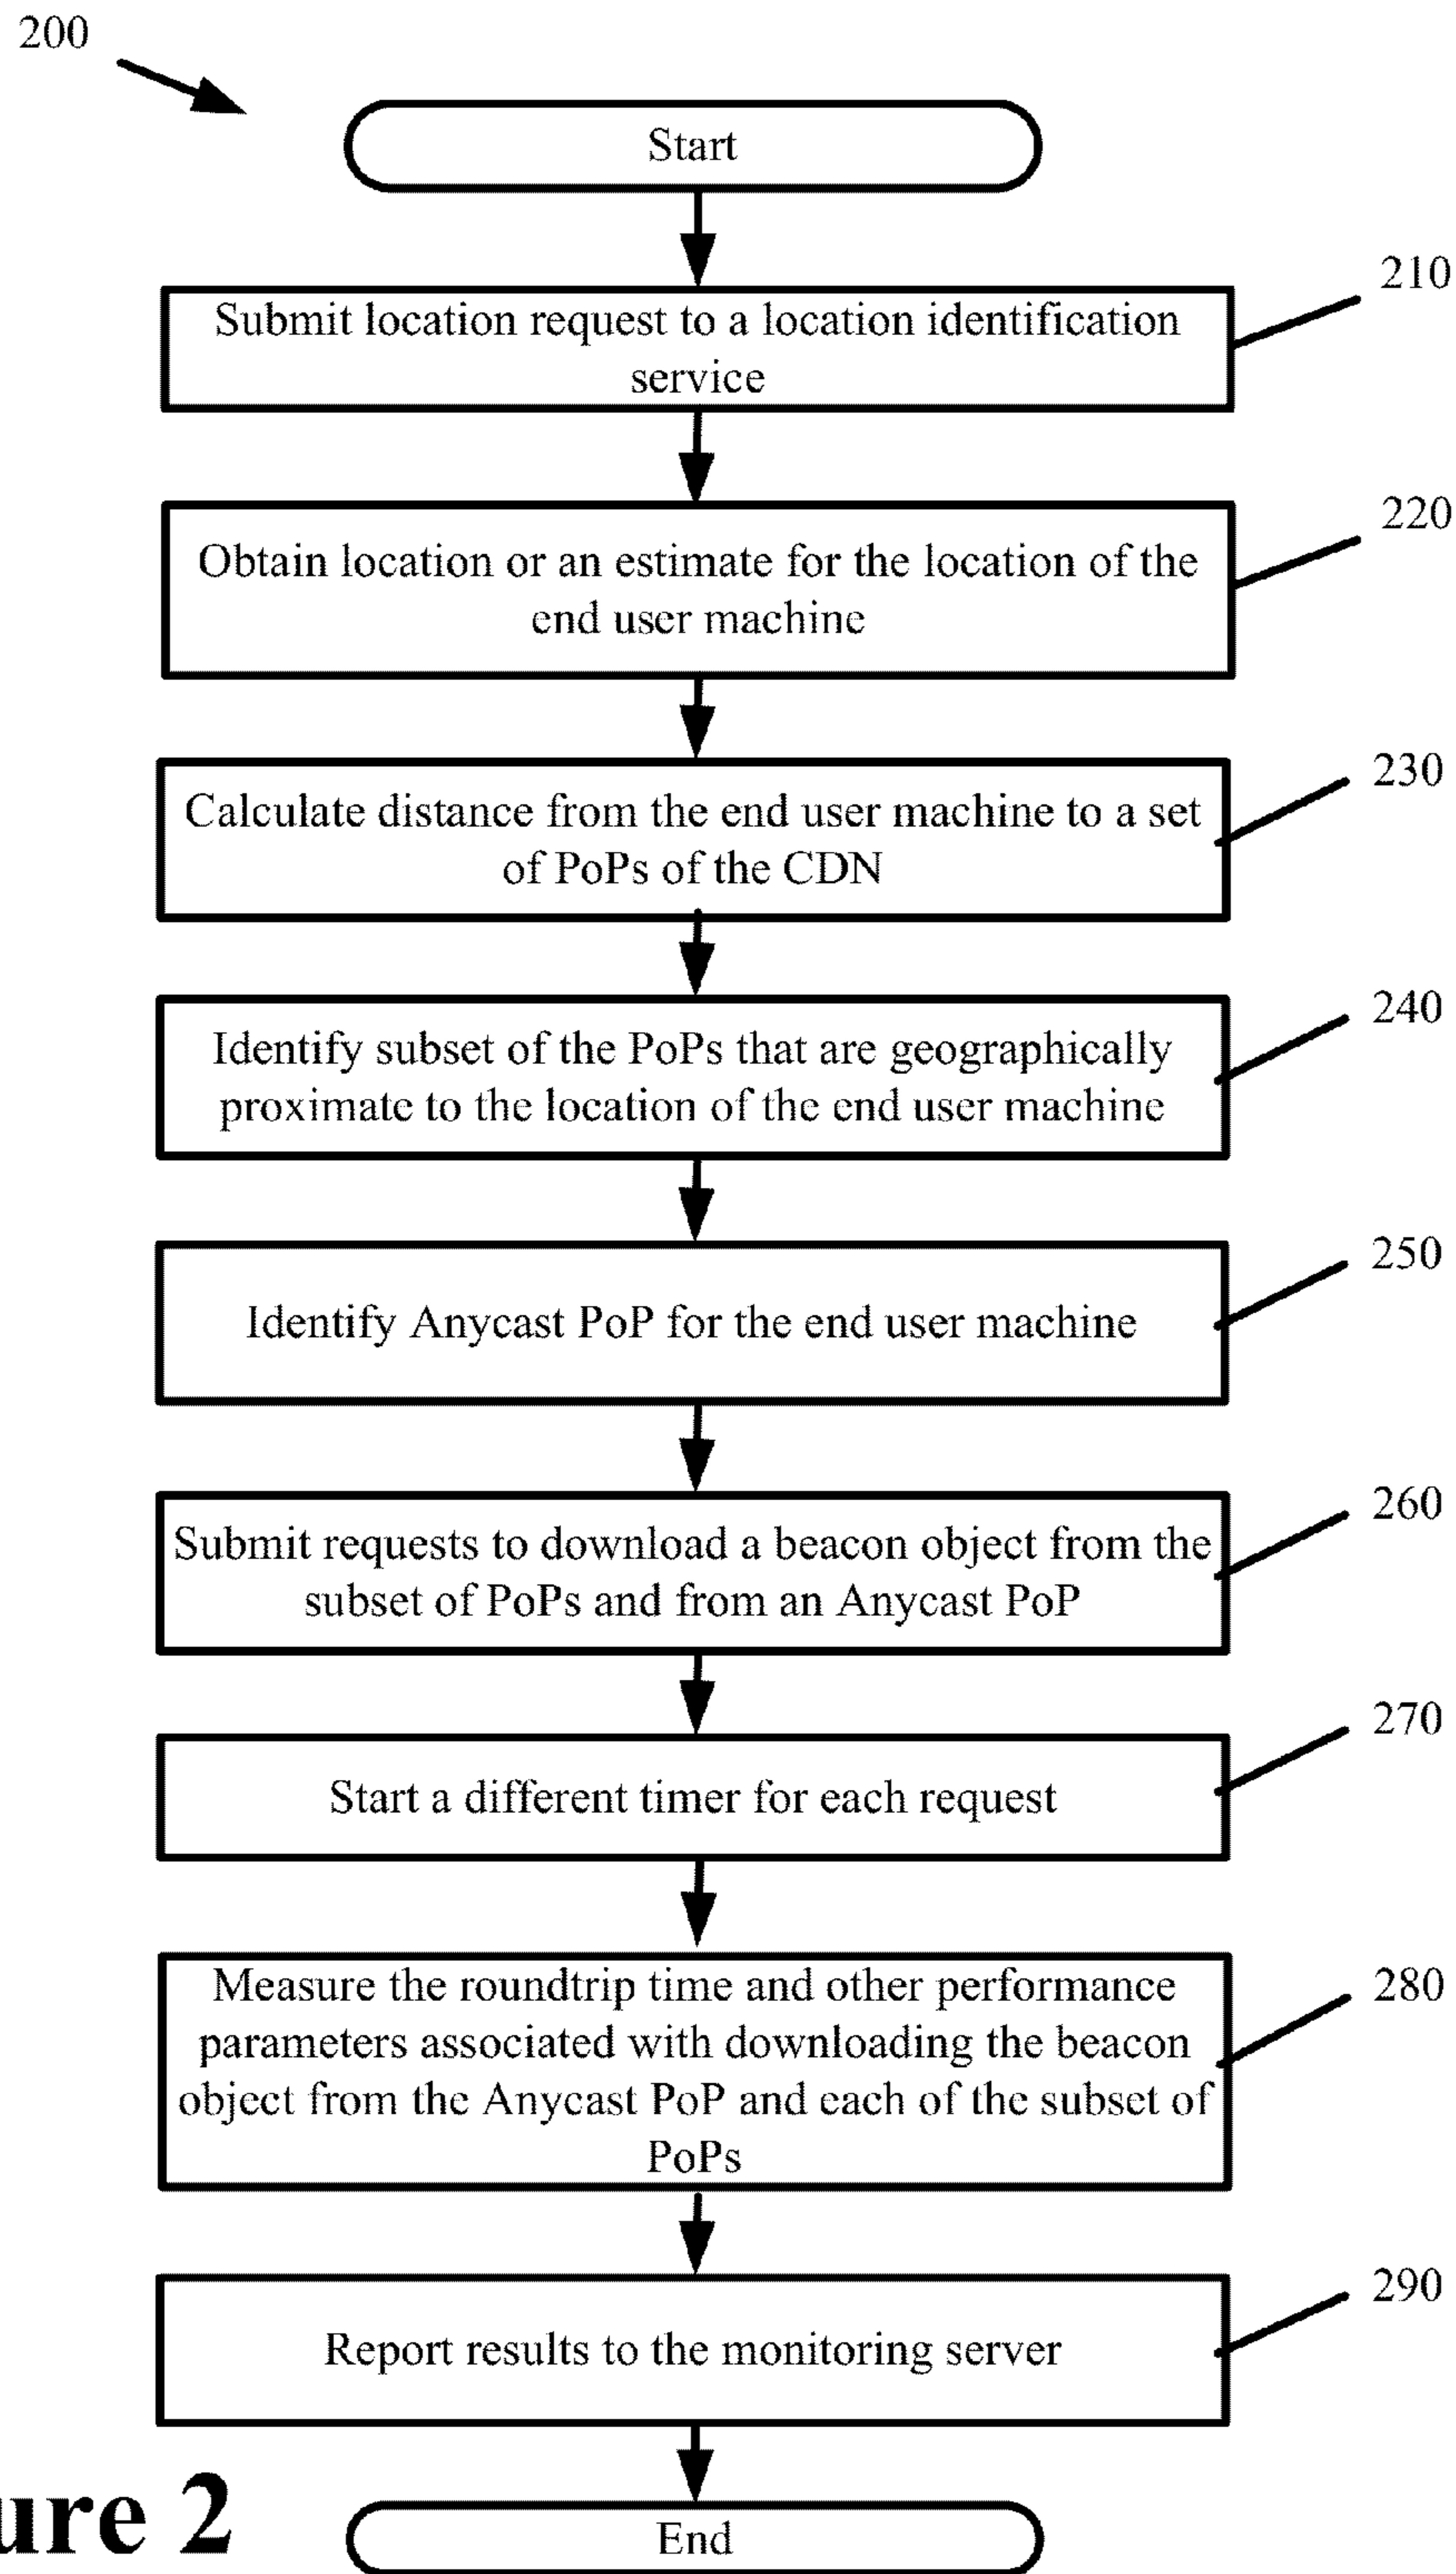 200
Start
210
Submit location request to a location identification
service
220
Obtain location or an estimate for the location of the
end user machine
230
Calculate distance from the end user machine to a set
of PoPs of the CDN
240
Identify subset of the PoPs that are geographically
proximate to the location of the end user machine
250
Identify Anycast PoP for the end user machine
260
Submit requests to download a beacon object from the
subset of PoPs and from an Anycast PoP
270
Start a different timer for each request
280
Measure the roundtrip time and other performance
parameters associated with downloading the beacon
object from the Anycast PoP and each of the subset of
PoPs
290
Report results to the monitoring server
ure 2
End